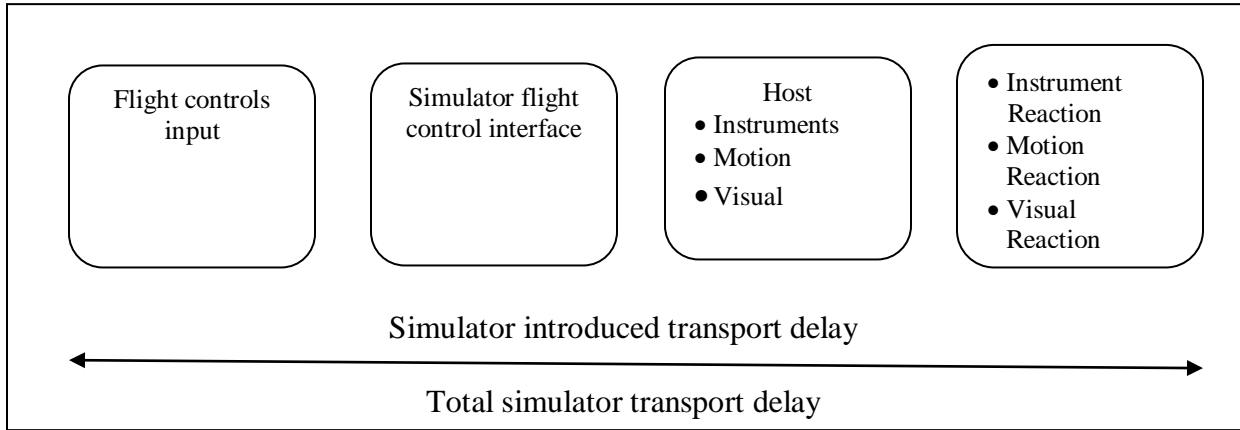 Flight controls
input
Simulator flight
control interface
Host
• Instruments
• Motion
• Visual
• Instrument
Reaction
• Motion
Reaction
• Visual
Reaction
Simulator introduced transport delay
Total simulator transport delay